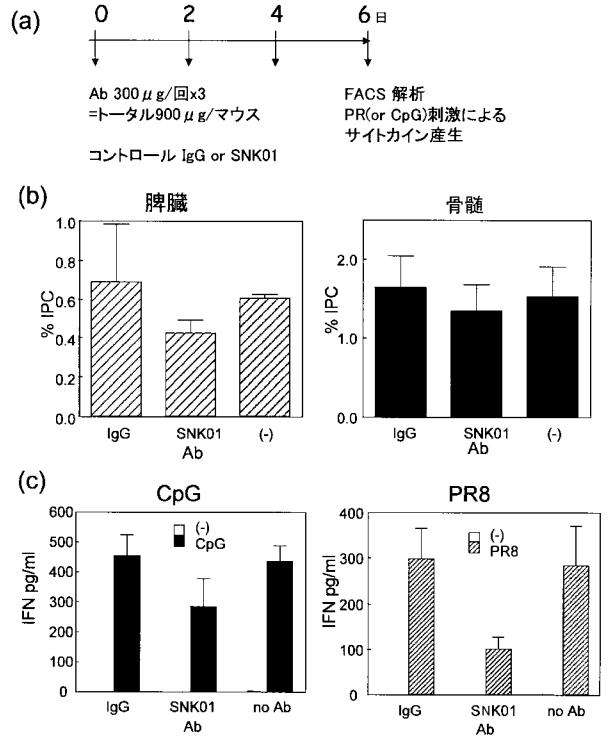 (a)
0 2 4 6 日
Ab 300 μg/回x3
=トータル900 μg/マウス
コントロール IgG or SNK01
FACS 解析
PR(or CpG)刺激による
サイトカイン産生
(b)
脾臓
% IPC
1.0
0.8
0.6
0.4
0.2
0.0
IgG SNK01 (-)
Ab
骨髄
% IPC
2.0
1.0
0.0
IgG SNK01 (-)
Ab
(c)
CpG
IFN pg/ml
600
500
400
300
200
100
0
(-)
CpG
IgG SNK01 no Ab
Ab
PR8
IFN pg/ml
400
300
200
100
0
(-)
PR8
IgG SNK01 no Ab
Ab